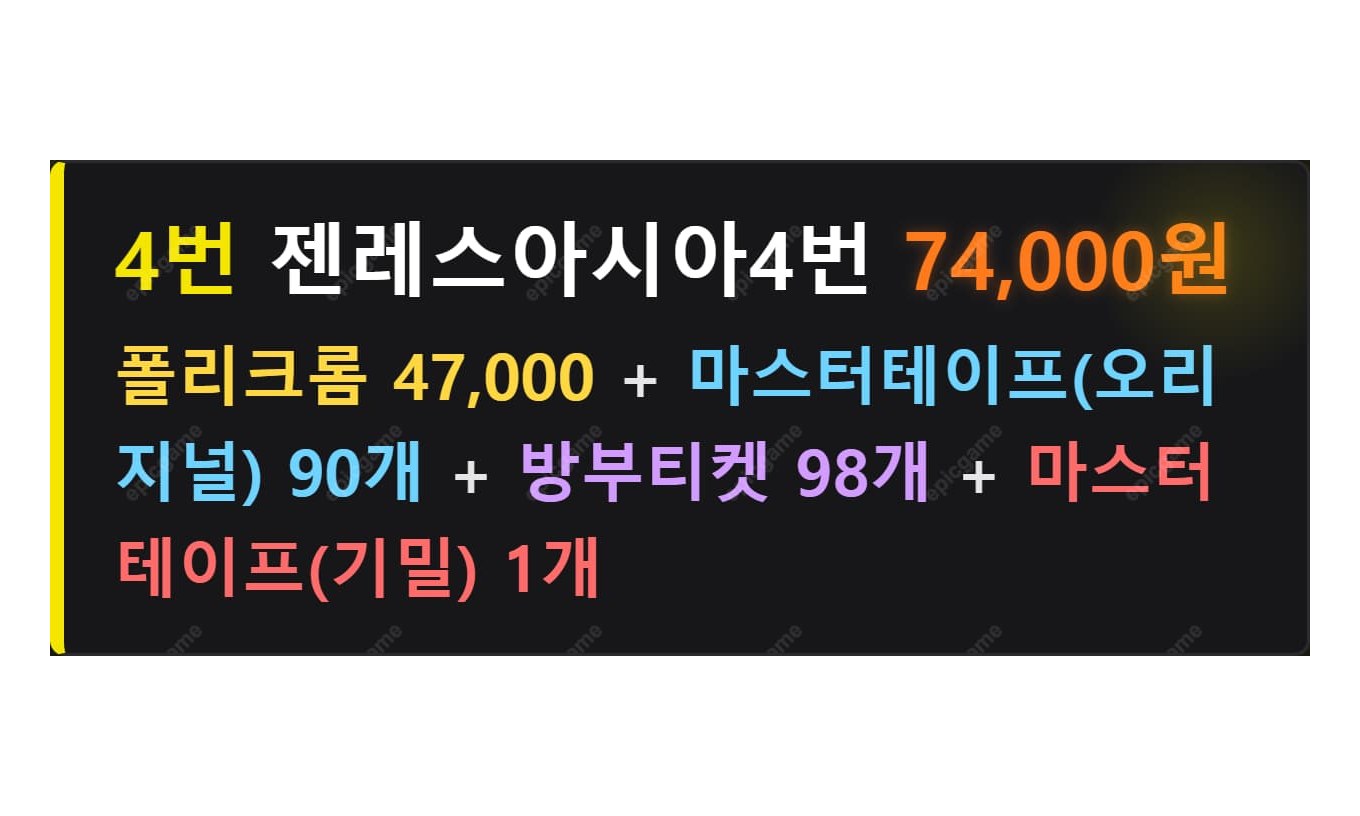 4번 젠레스아시아4번 74,000원
폴리크롬 47,000 + 마스터테이프(오리
지널) 90개 + 방부티켓 98개 + 마스터
테이프(기밀) 1개
epicgame